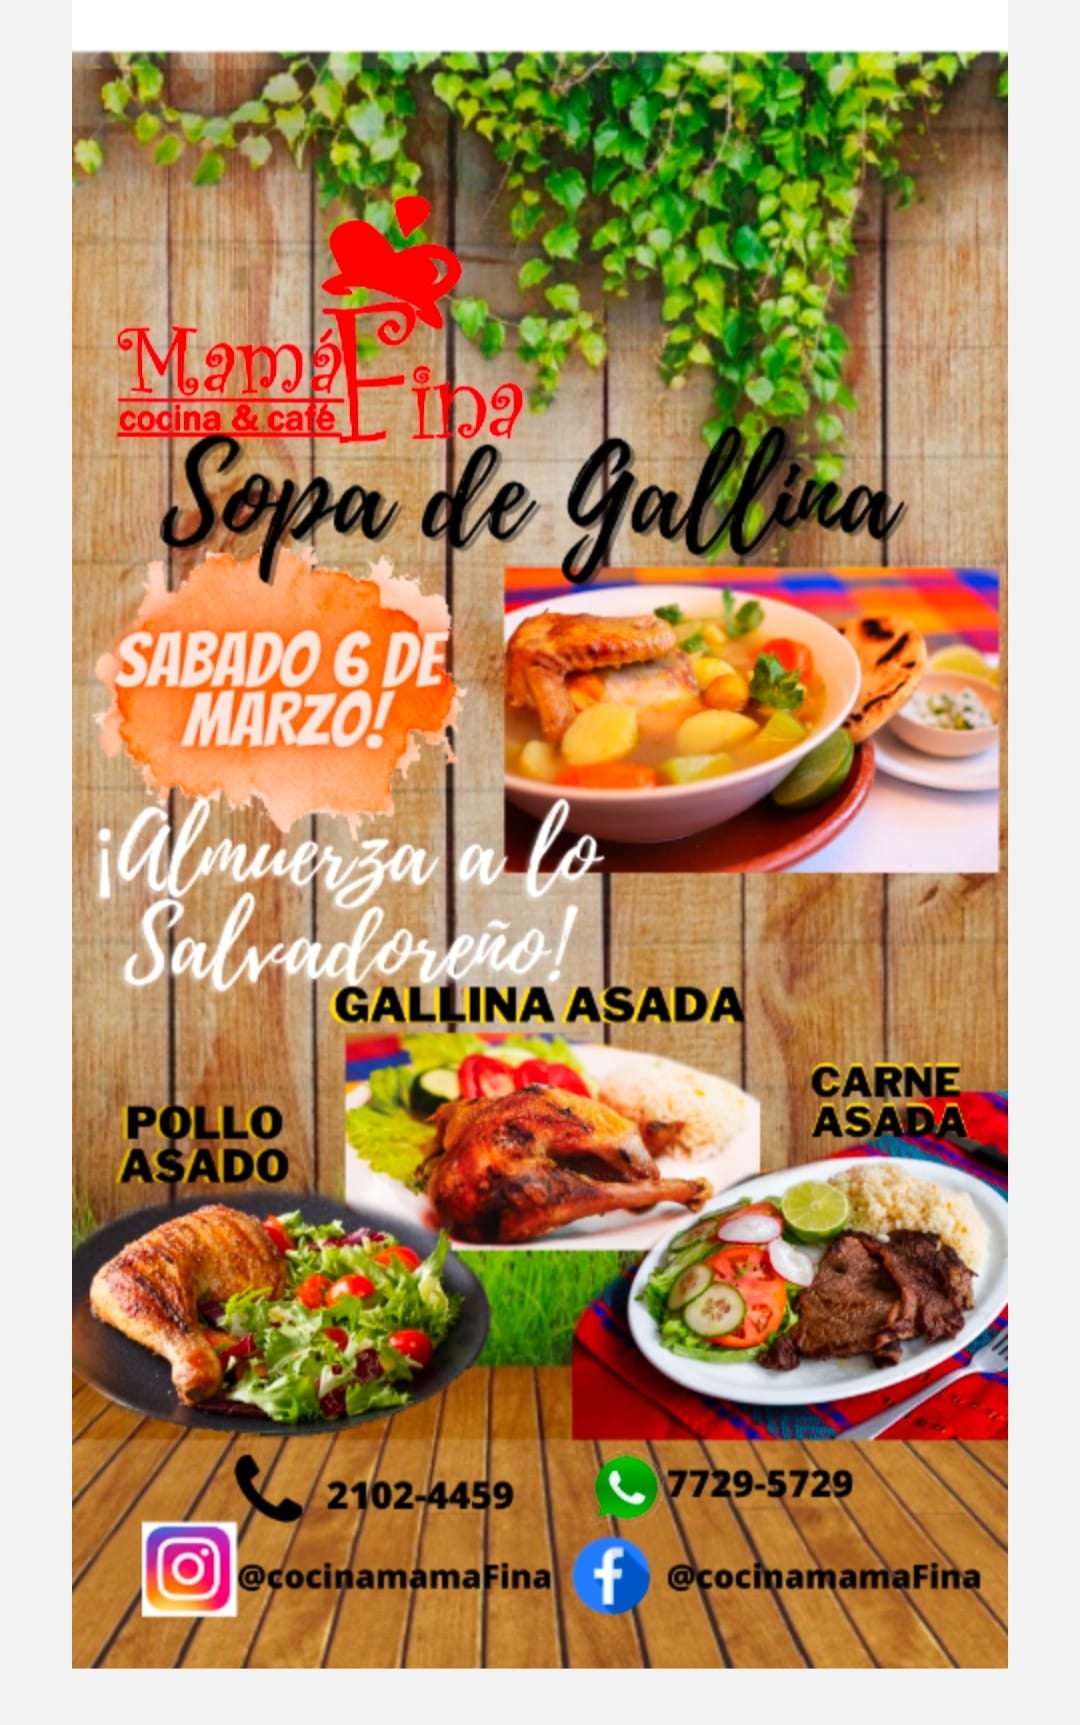 Mamá Fina
cocina & café
Sopa de Gallina
SABADO 6 DE
MARZO!
¡Almuerza a lo
Salvadoreño!
GALLINA ASADA
CARNE
ASADA
POLLO
ASADO
2102-4459
7729-5729
@cocinamamaFina
@cocinamamaFina